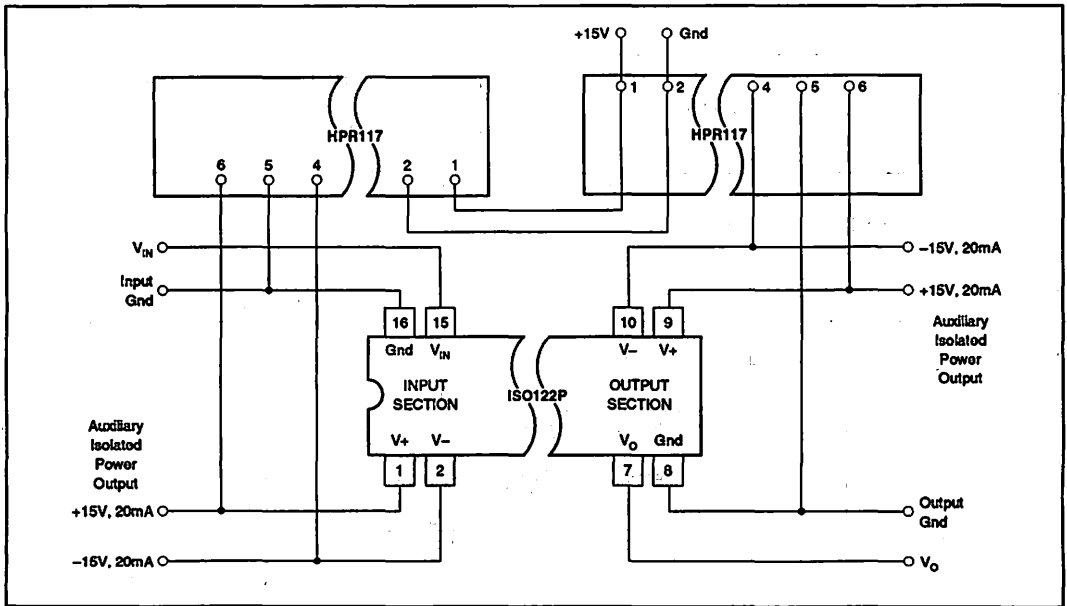 +15V Gnd
1 2 4 5 6
HPR117 HPR117
6 5 4 2 1
V_IN
Input
Gnd
–15V, 20mA
+15V, 20mA
Auxiliary
Isolated
Power
Output
16 15 10 9
Gnd V_IN V– V+
INPUT
SECTION
ISO122P
OUTPUT
SECTION
V+ V– V_O Gnd
1 2 7 8
Auxiliary
Isolated
Power
Output
+15V, 20mA
–15V, 20mA
Output
Gnd
V_O